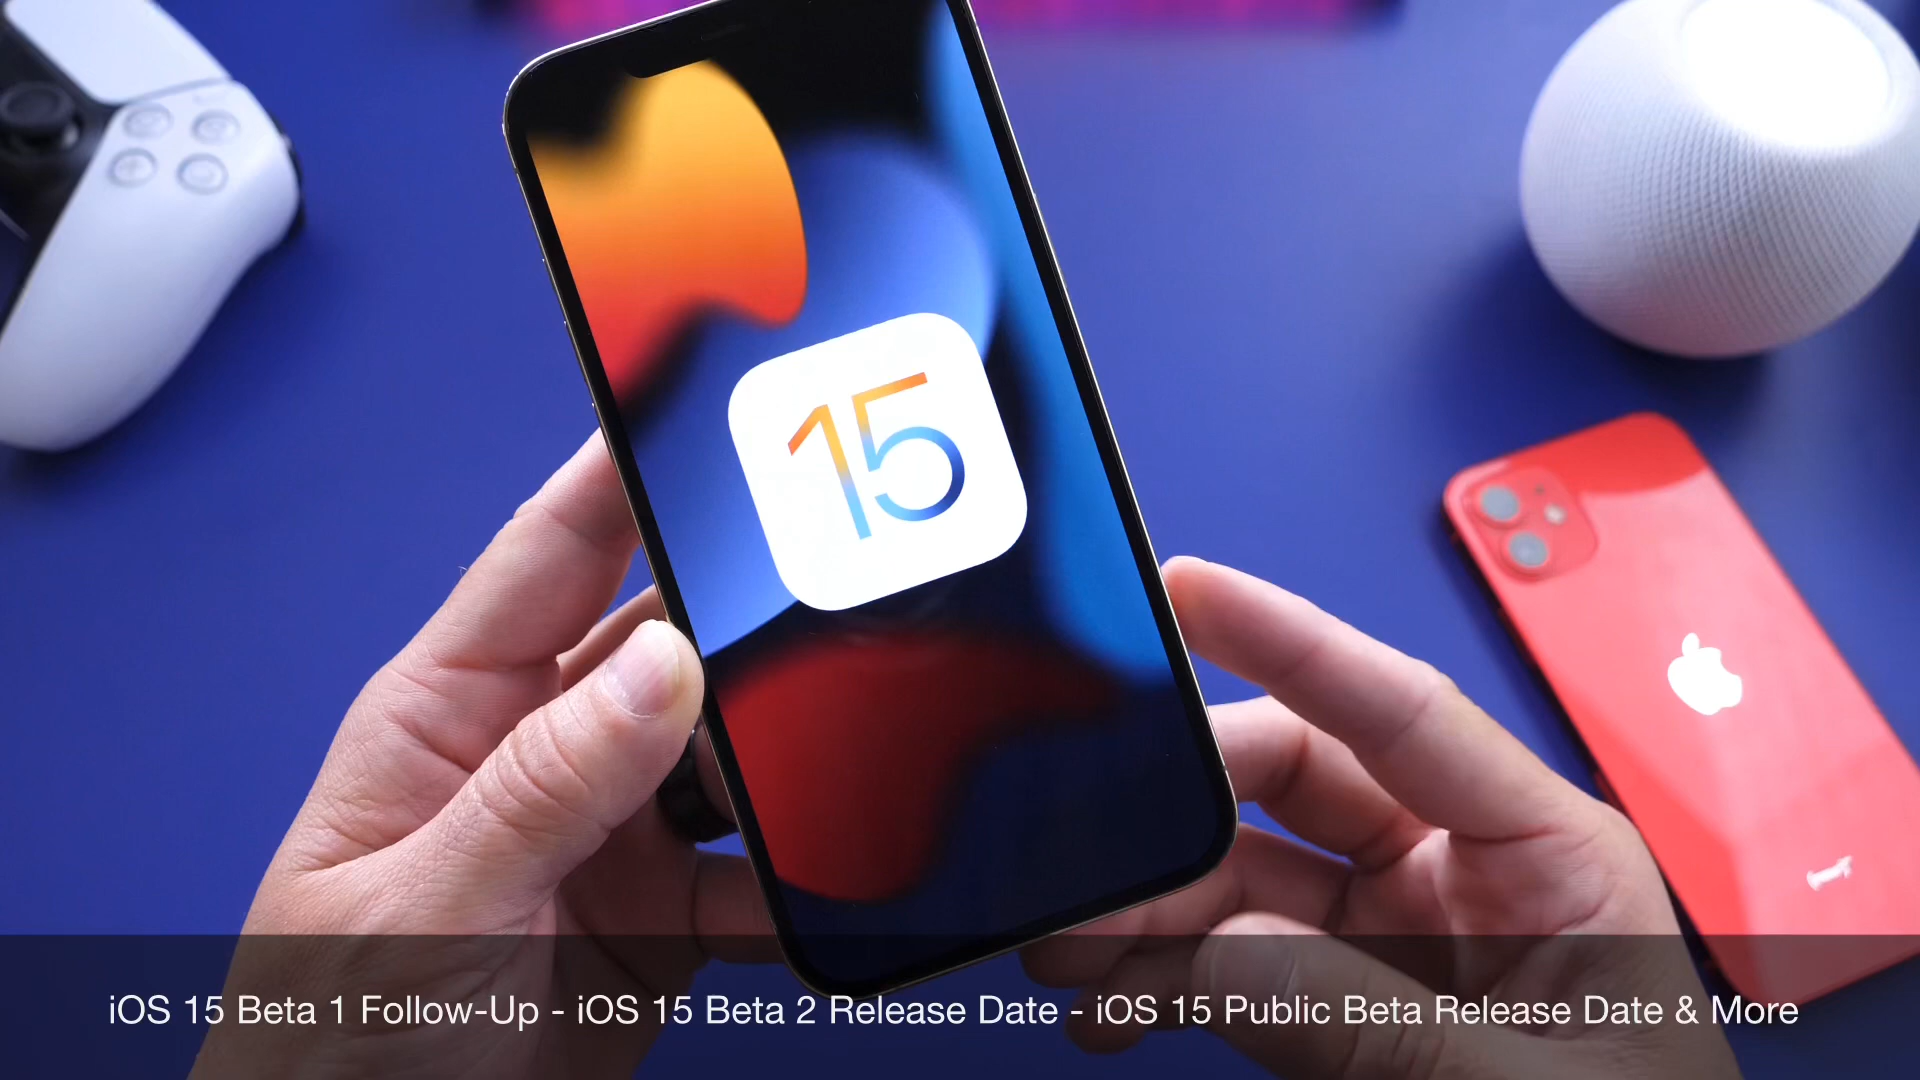 15
iOS 15 Beta 1 Follow-Up - iOS 15 Beta 2 Release Date - iOS 15 Public Beta Release Date & More